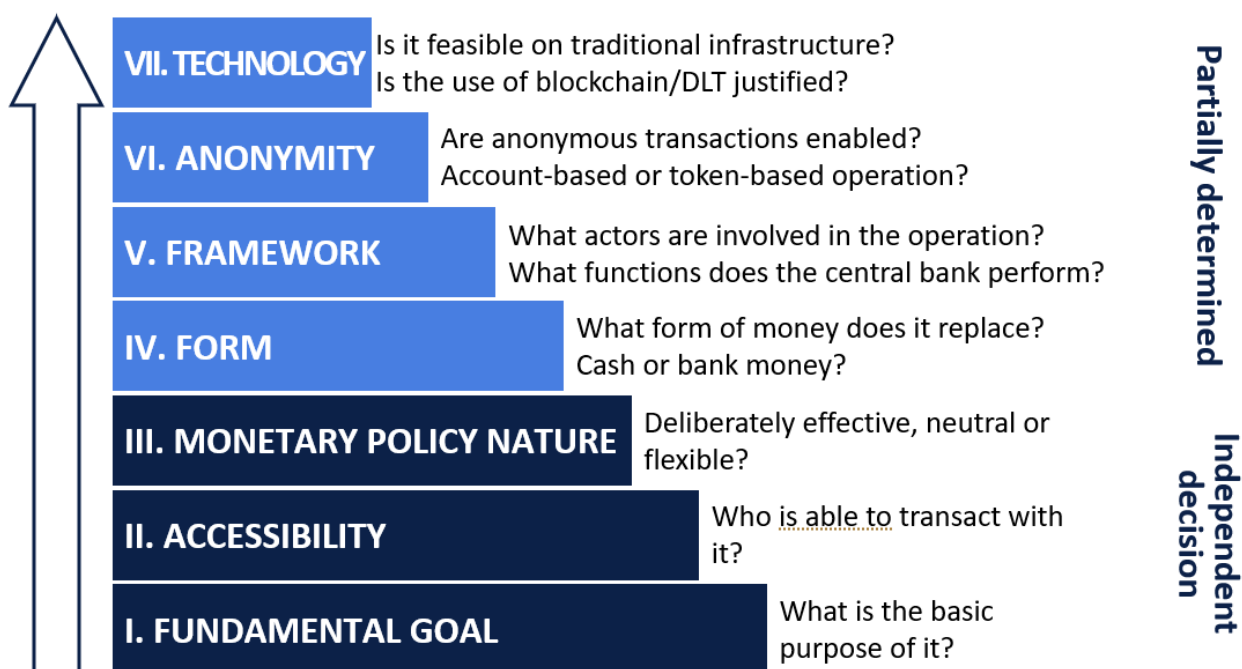 VII. TECHNOLOGY
Is it feasible on traditional infrastructure?
Is the use of blockchain/DLT justified?
VI. ANONYMITY
Are anonymous transactions enabled?
Account-based or token-based operation?
V. FRAMEWORK
What actors are involved in the operation?
What functions does the central bank perform?
IV. FORM
What form of money does it replace?
Cash or bank money?
III. MONETARY POLICY NATURE
Deliberately effective, neutral or
flexible?
II. ACCESSIBILITY
Who is able to transact with
it?
I. FUNDAMENTAL GOAL
What is the basic
purpose of it?
Partially determined
Independent
decision